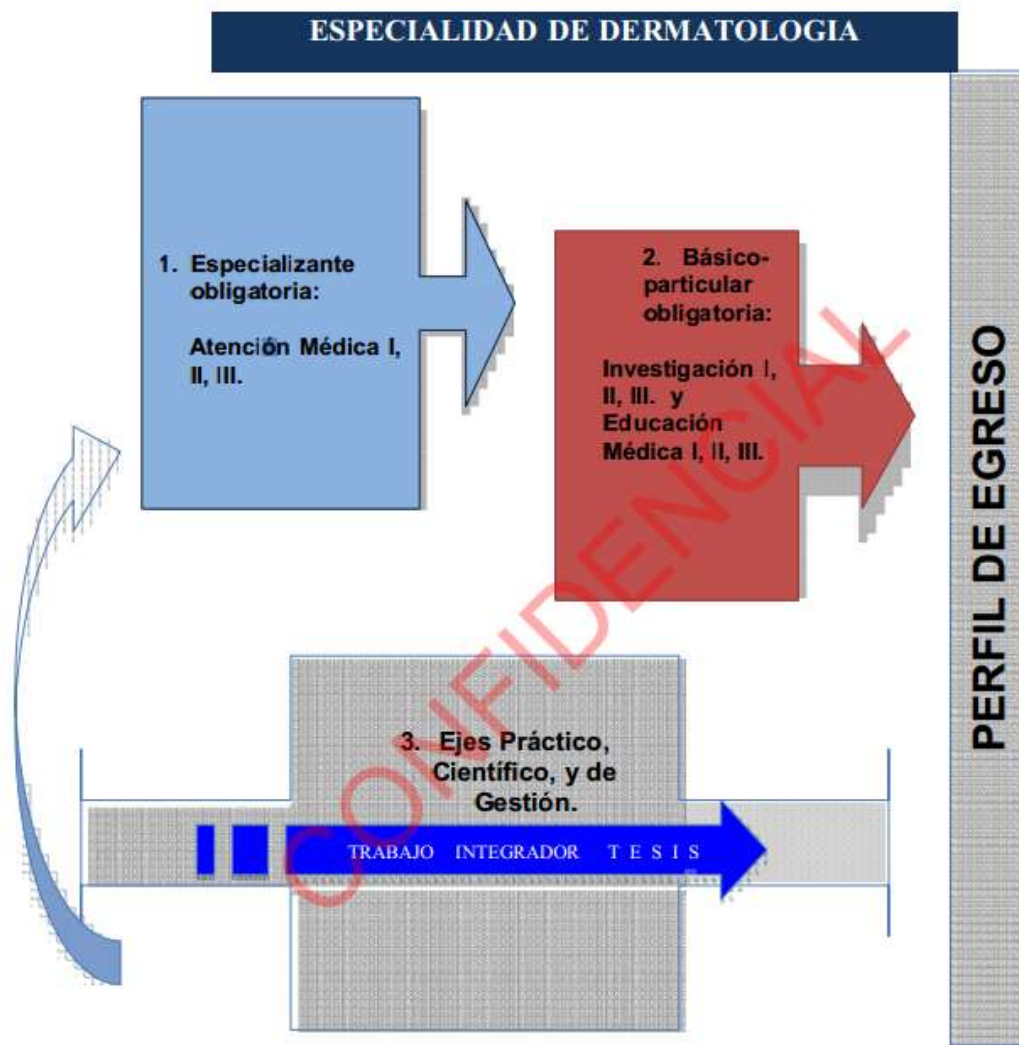 ESPECIALIDAD DE DERMATOLOGIA
1. Especializante
obligatoria:
Atención Médica I,
II, III.
2. Básico-
particular
obligatoria:
Investigación I,
II, III. y
Educación
Médica I, II, III.
3. Ejes Práctico,
Científico, y de
Gestión.
TRABAJO INTEGRADOR T E S I S
PERFIL DE EGRESO
CONFIDENCIAL